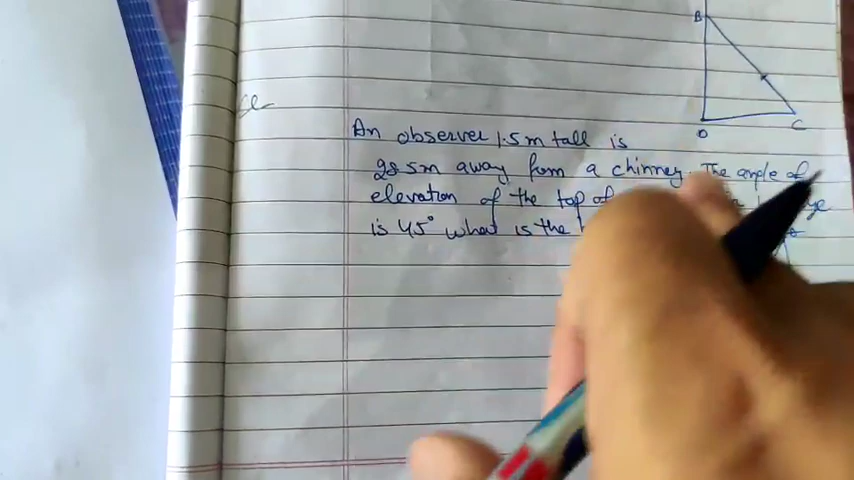 B
D C
An observer 1.5m tall is
28.5m away from a chimney. The angle of
elevation of the top of
is 45° what is the